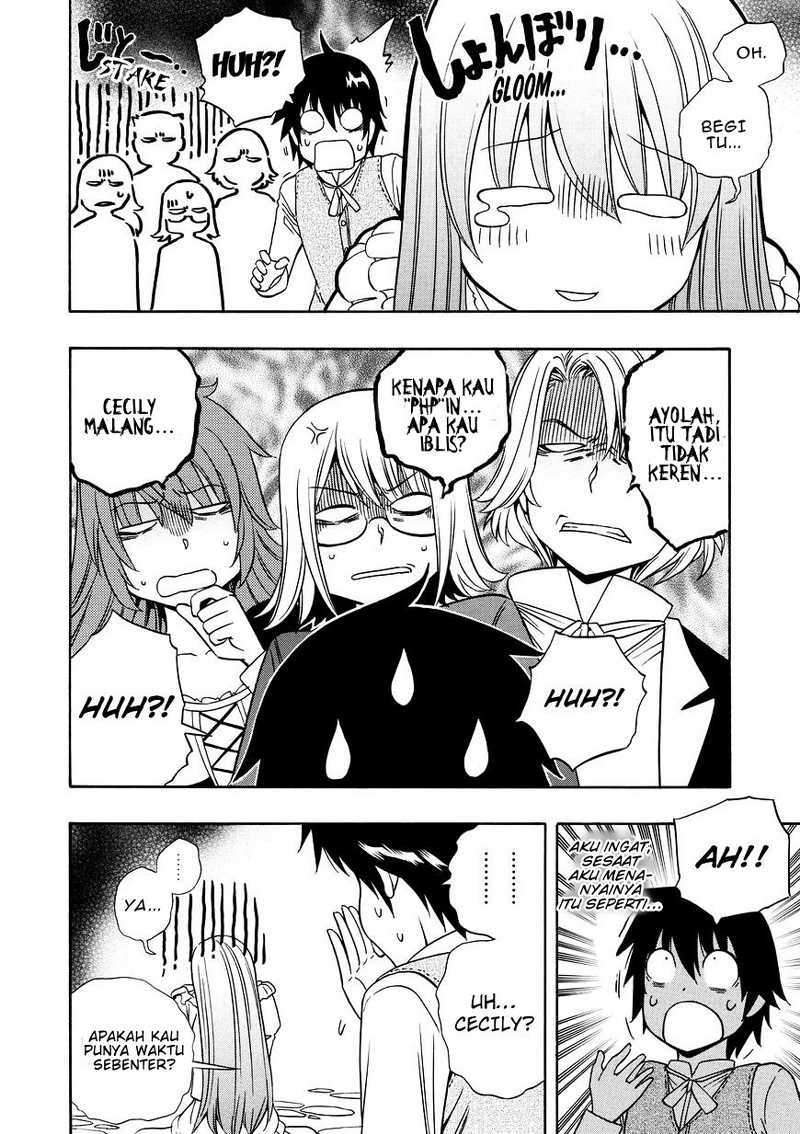 OH.
BEGI
TU...
しょんぼり...
GLOOM...
HUH?!
じとー...
STARE
AYOLAH,
ITU TADI
TIDAK
KEREN...
KENAPA KAU
"PHP"IN...
APA KAU
IBLIS?
CECILY
MALANG...
HUH?!
HUH?!
AH!!
AKU INGAT,
SESAAT
AKU MENA-
NYAINYA
ITU SEPERTI...
......
......
UH...
CECILY?
......
YA...
APAKAH KAU
PUNYA WAKTU
SEBENTER?